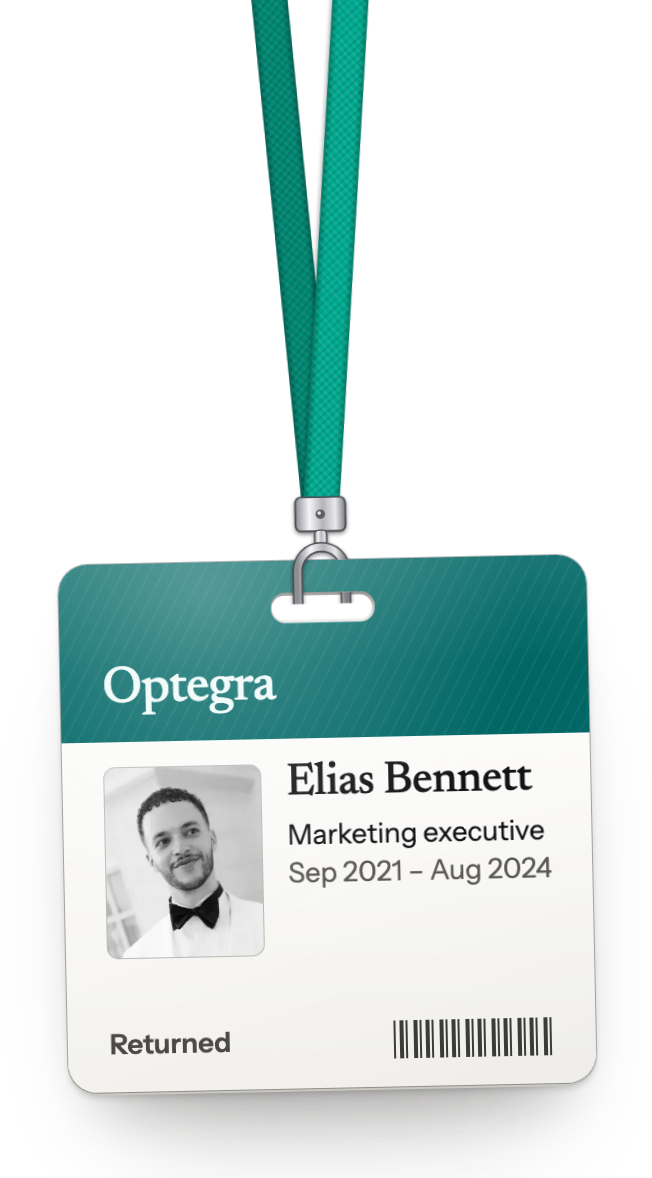 Optegra
Elias Bennett
Marketing executive
Sep 2021 – Aug 2024
Returned